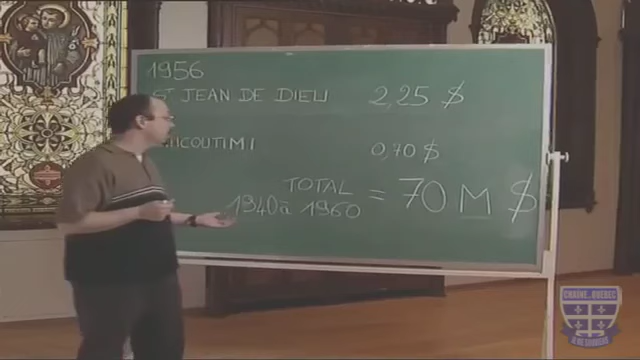 1956
ST JEAN DE DIEU 2,25 $
0,70 $
TOTAL
1940 à 1960 = 70 M $